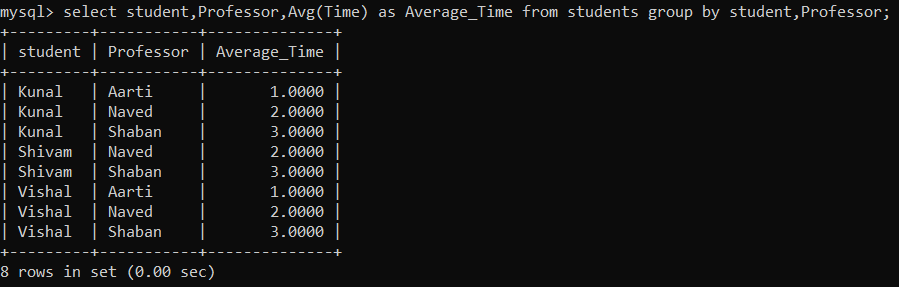 mysql> select student,Professor,Avg(Time) as Average_Time from students group by student,Professor;
+---------+-----------+--------------+
| student | Professor | Average_Time |
+---------+-----------+--------------+
| Kunal   | Aarti     |       1.0000 |
| Kunal   | Naved     |       2.0000 |
| Kunal   | Shaban    |       3.0000 |
| Shivam  | Naved     |       2.0000 |
| Shivam  | Shaban    |       3.0000 |
| Vishal  | Aarti     |       1.0000 |
| Vishal  | Naved     |       2.0000 |
| Vishal  | Shaban    |       3.0000 |
+---------+-----------+--------------+
8 rows in set (0.00 sec)